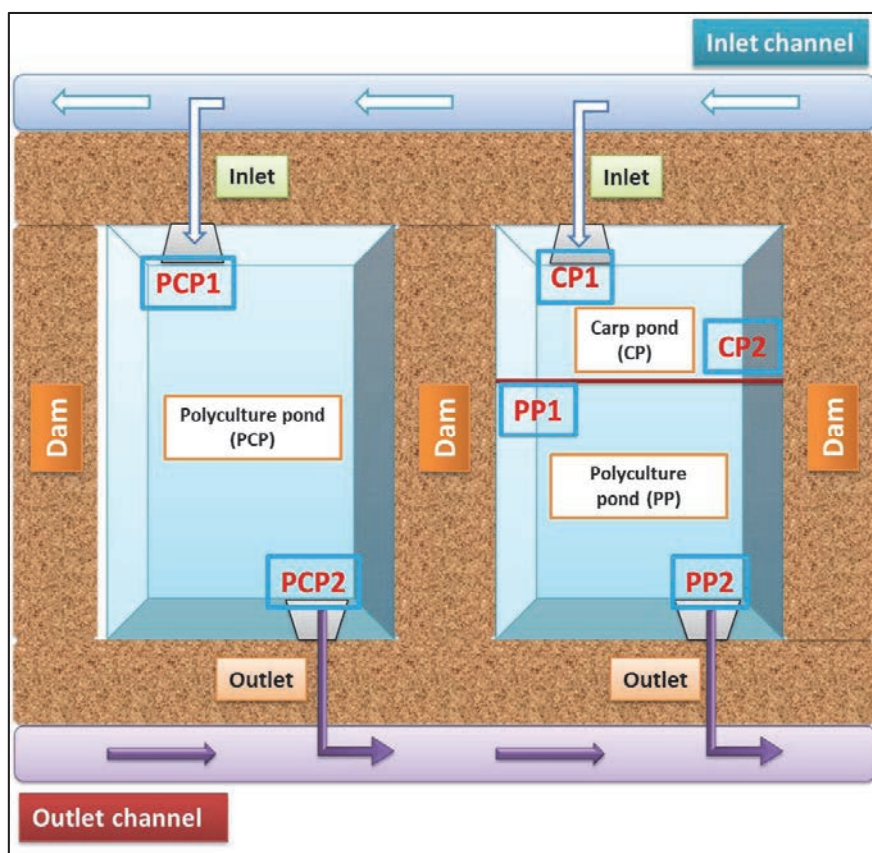 Inlet channel
Inlet
Inlet
PCP1
CP1
Carp pond
(CP)
CP2
PP1
Dam
Polyculture pond
(PCP)
Dam
Polyculture
pond (PP)
Dam
PCP2
PP2
Outlet
Outlet
Outlet channel